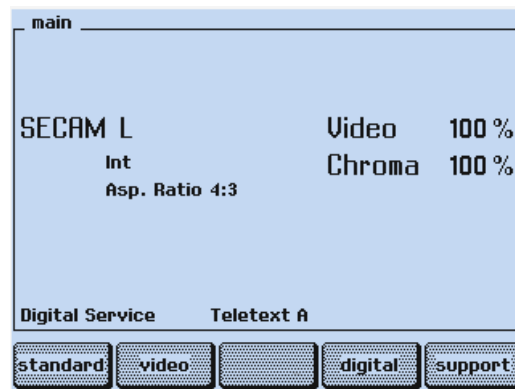 main
SECAM L Video 100 %
Int Chroma 100 %
Asp. Ratio 4:3
Digital Service Teletext A
standard video digital support